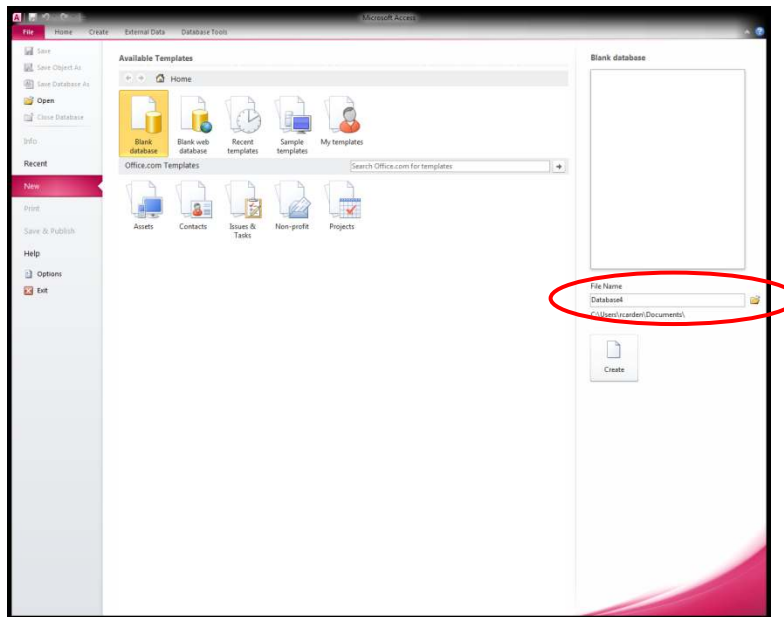 Microsoft Access
File Home Create External Data Database Tools
Save
Save Object As
Save Database As
Open
Close Database
Info
Recent
New
Print
Save & Publish
Help
Options
Exit
Available Templates
Home
Blank database
Blank web database
Recent templates
Sample templates
My templates
Office.com Templates
Search Office.com for templates
Assets
Contacts
Issues & Tasks
Non-profit
Projects
Blank database
File Name
Database4
C:\Users\rcarden\Documents\
Create